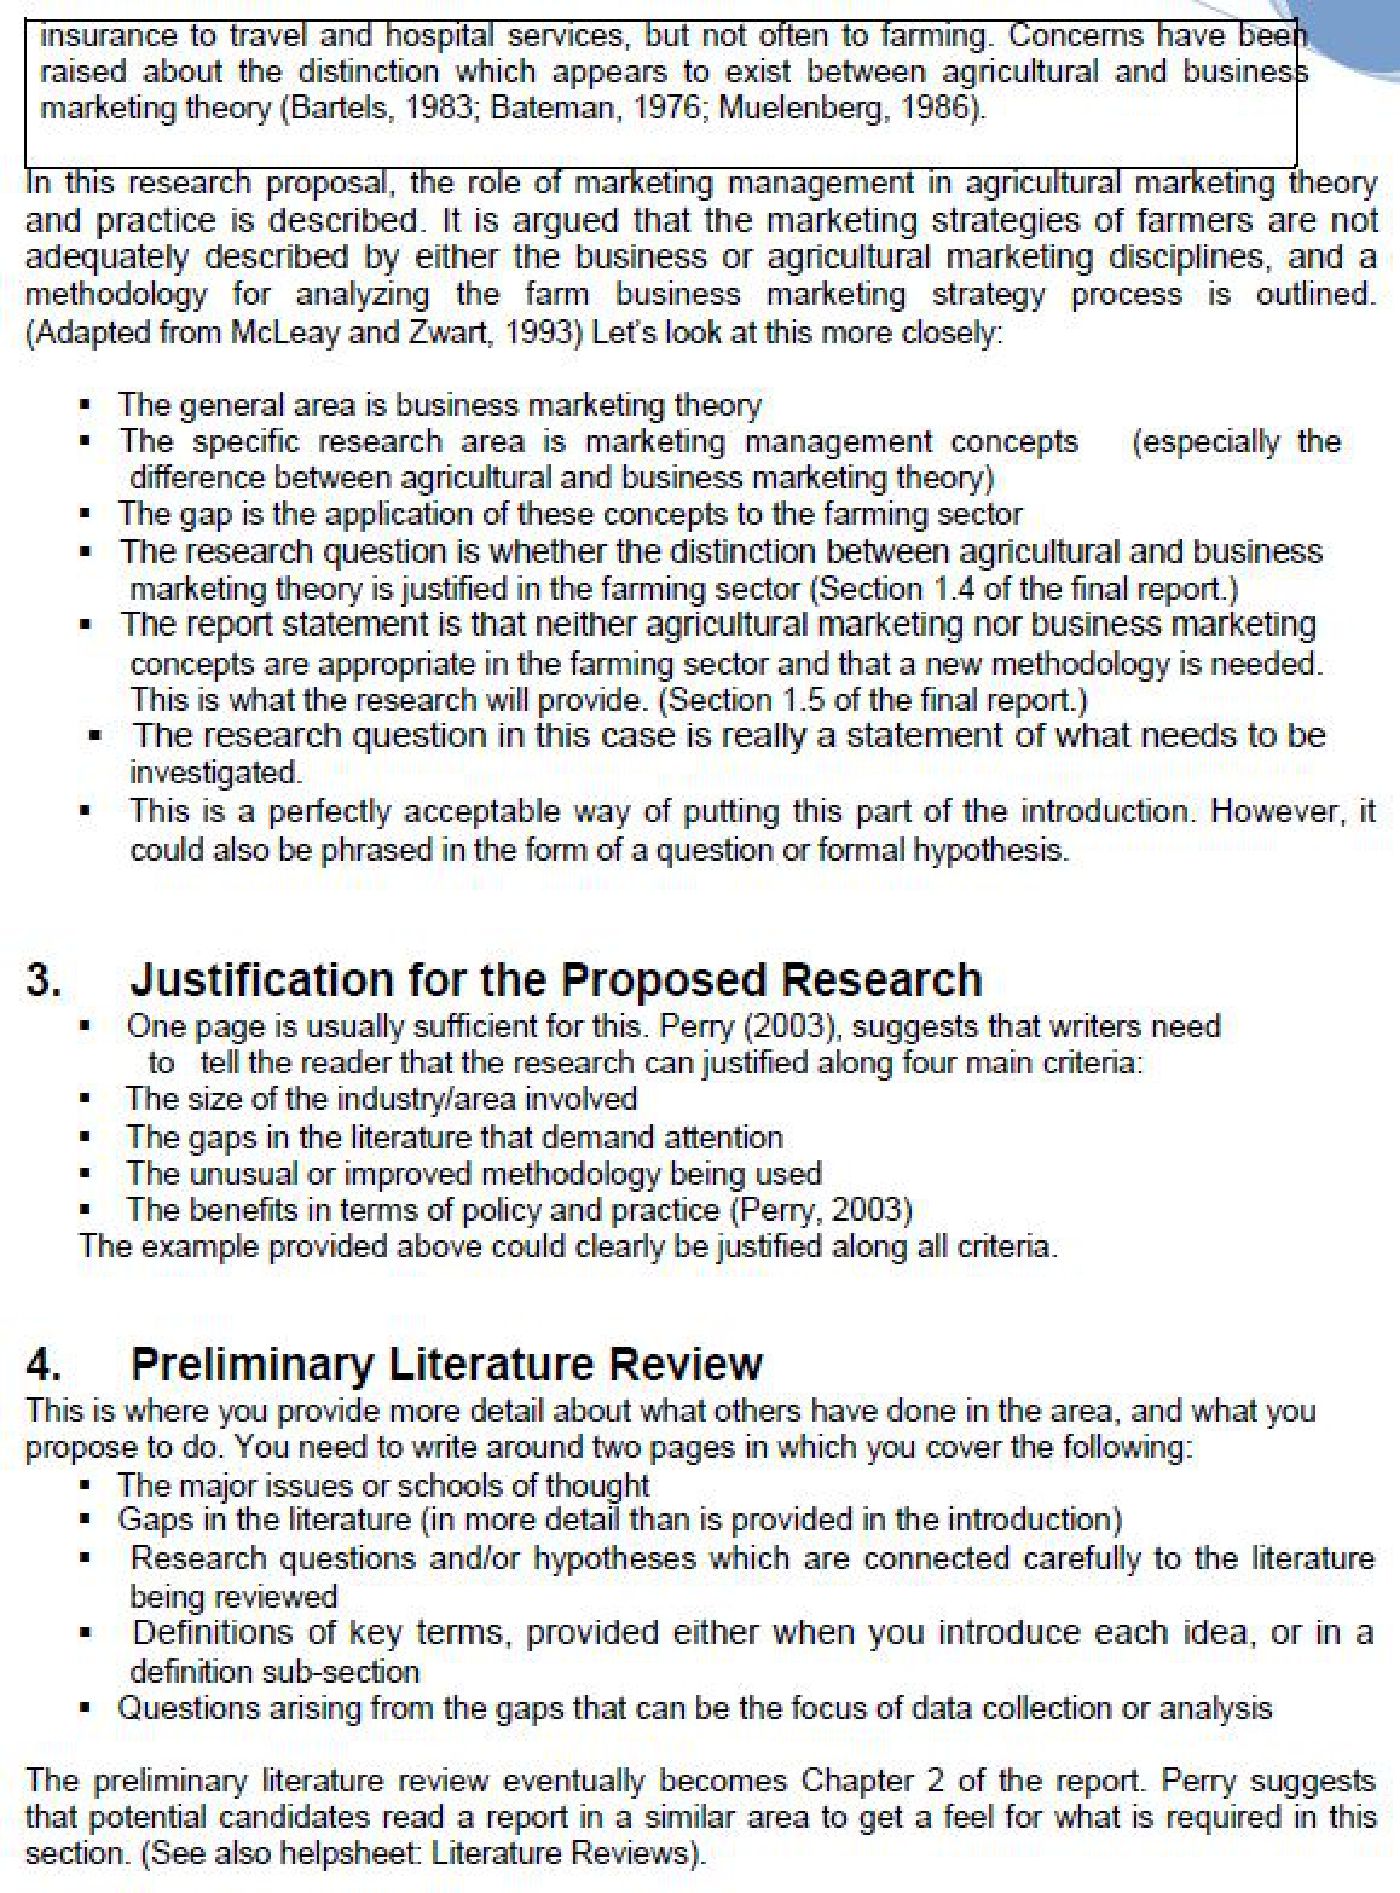 insurance to travel and hospital services, but not often to farming. Concerns have been
raised about the distinction which appears to exist between agricultural and business
marketing theory (Bartels, 1983; Bateman, 1976; Muelenberg, 1986).
In this research proposal, the role of marketing management in agricultural marketing theory
and practice is described. It is argued that the marketing strategies of farmers are not
adequately described by either the business or agricultural marketing disciplines, and a
methodology for analyzing the farm business marketing strategy process is outlined.
(Adapted from McLeay and Zwart, 1993) Let's look at this more closely:
▪ The general area is business marketing theory
▪ The specific research area is marketing management concepts (especially the
difference between agricultural and business marketing theory)
▪ The gap is the application of these concepts to the farming sector
▪ The research question is whether the distinction between agricultural and business
marketing theory is justified in the farming sector (Section 1.4 of the final report.)
▪ The report statement is that neither agricultural marketing nor business marketing
concepts are appropriate in the farming sector and that a new methodology is needed.
This is what the research will provide. (Section 1.5 of the final report.)
▪ The research question in this case is really a statement of what needs to be
investigated.
▪ This is a perfectly acceptable way of putting this part of the introduction. However, it
could also be phrased in the form of a question or formal hypothesis.
3. Justification for the Proposed Research
▪ One page is usually sufficient for this. Perry (2003), suggests that writers need
to tell the reader that the research can justified along four main criteria:
▪ The size of the industry/area involved
▪ The gaps in the literature that demand attention
▪ The unusual or improved methodology being used
▪ The benefits in terms of policy and practice (Perry, 2003)
The example provided above could clearly be justified along all criteria.
4. Preliminary Literature Review
This is where you provide more detail about what others have done in the area, and what you
propose to do. You need to write around two pages in which you cover the following:
▪ The major issues or schools of thought
▪ Gaps in the literature (in more detail than is provided in the introduction)
▪ Research questions and/or hypotheses which are connected carefully to the literature
being reviewed
▪ Definitions of key terms, provided either when you introduce each idea, or in a
definition sub-section
▪ Questions arising from the gaps that can be the focus of data collection or analysis
The preliminary literature review eventually becomes Chapter 2 of the report. Perry suggests
that potential candidates read a report in a similar area to get a feel for what is required in this
section. (See also helpsheet: Literature Reviews).